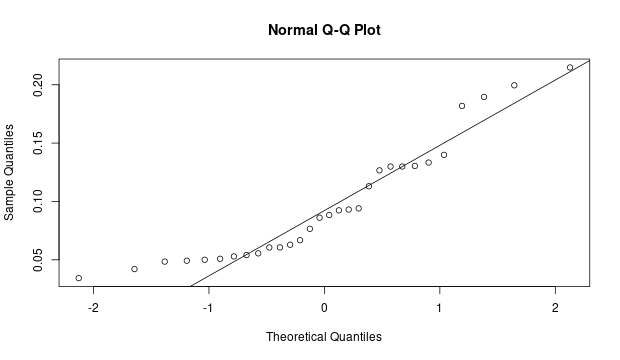 Normal Q-Q Plot
Sample Quantiles
0.20
0.15
0.10
0.05
-2 -1 0 1 2
Theoretical Quantiles